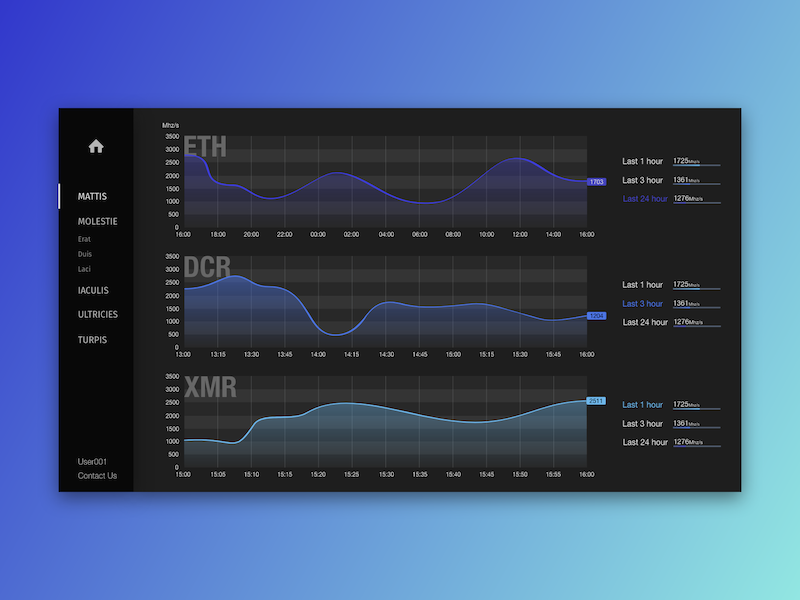 MATTIS
MOLESTIE
Erat
Duis
Laci
IACULIS
ULTRICIES
TURPIS
User001
Contact Us
Mhz/s
ETH
3500
3000
2500
2000
1500
1000
500
0
16:00 18:00 20:00 22:00 00:00 02:00 04:00 06:00 08:00 10:00 12:00 14:00 16:00
1703
Last 1 hour 1725Mhz/s
Last 3 hour 1361Mhz/s
Last 24 hour 1276Mhz/s
DCR
3500
3000
2500
2000
1500
1000
500
0
13:00 13:15 13:30 13:45 14:00 14:15 14:30 14:45 15:00 15:15 15:30 15:45 16:00
1204
Last 1 hour 1725Mhz/s
Last 3 hour 1361Mhz/s
Last 24 hour 1276Mhz/s
XMR
3500
3000
2500
2000
1500
1000
500
0
15:00 15:05 15:10 15:15 15:20 15:25 15:30 15:35 15:40 15:45 15:50 15:55 16:00
2511
Last 1 hour 1725Mhz/s
Last 3 hour 1361Mhz/s
Last 24 hour 1276Mhz/s